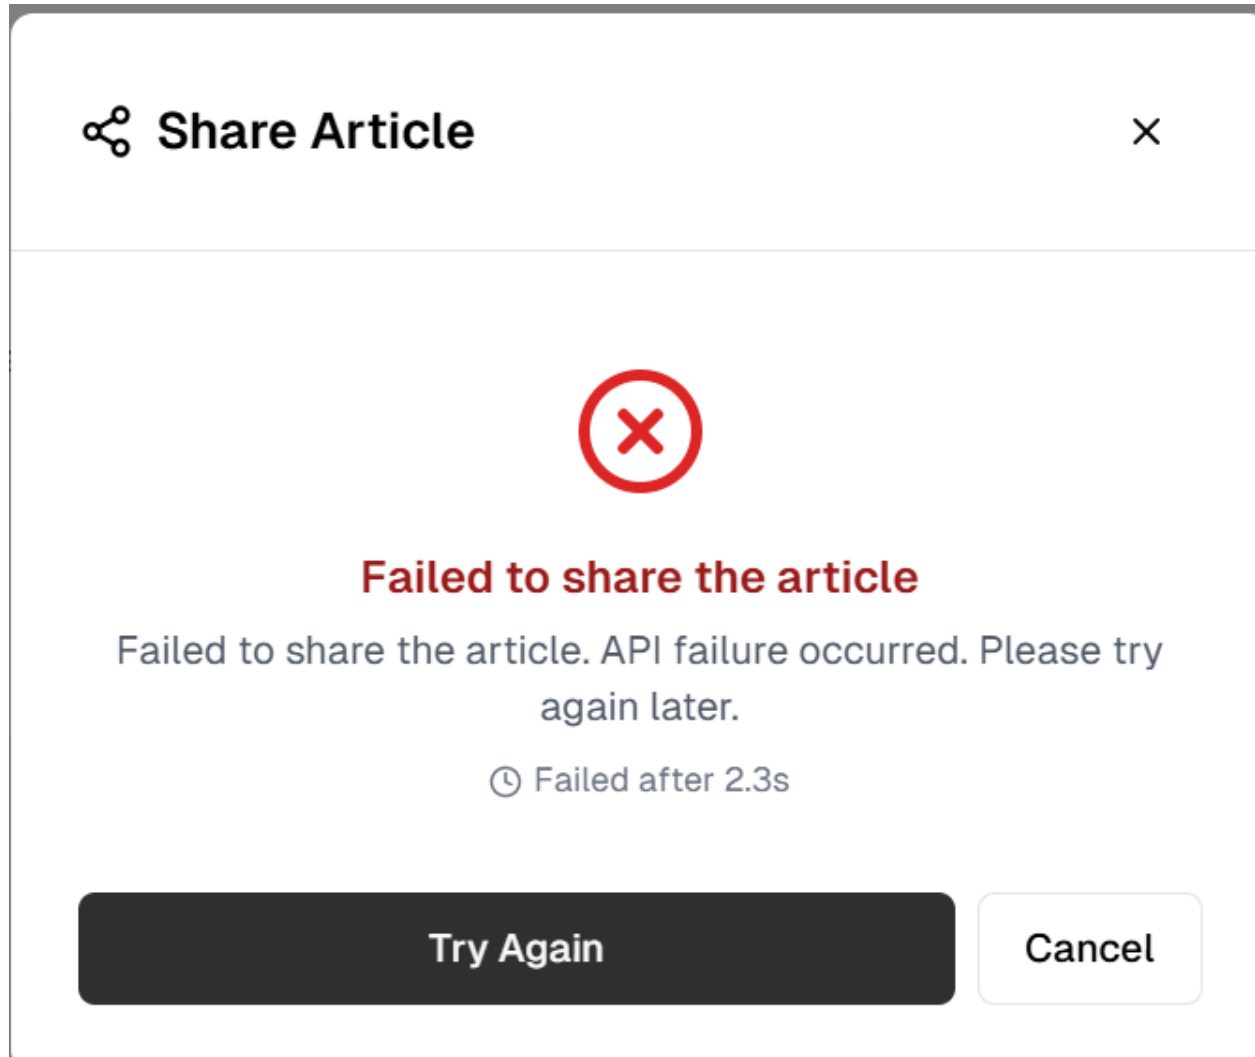 Share Article
Failed to share the article
Failed to share the article. API failure occurred. Please try
again later.
Failed after 2.3s
Try Again
Cancel